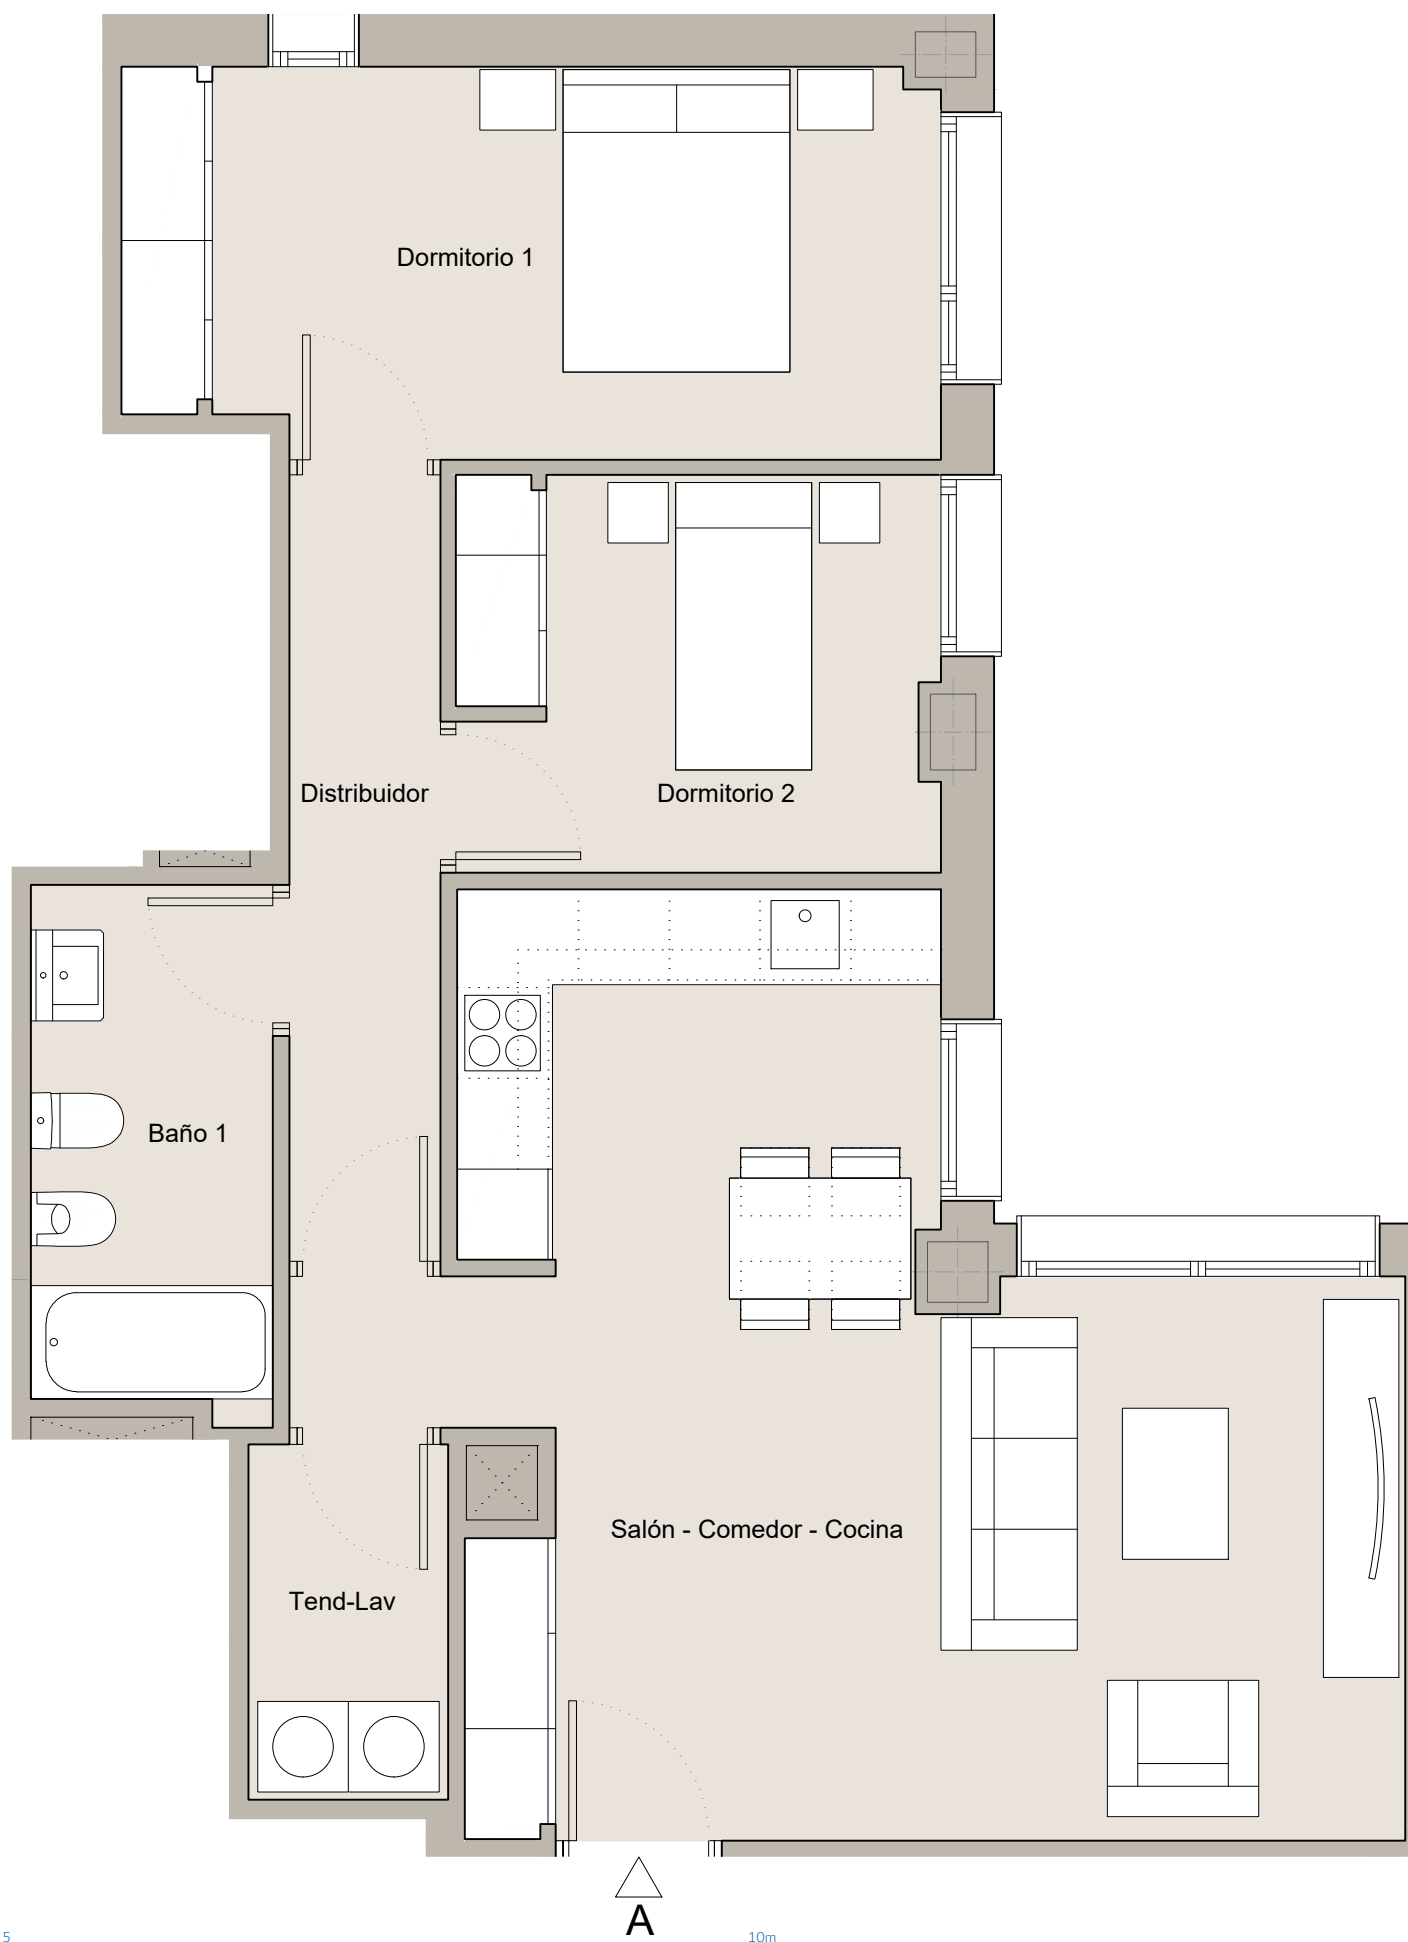 Dormitorio 1
Distribuidor
Dormitorio 2
Baño 1
Salón - Comedor - Cocina
Tend-Lav
A
5
10m